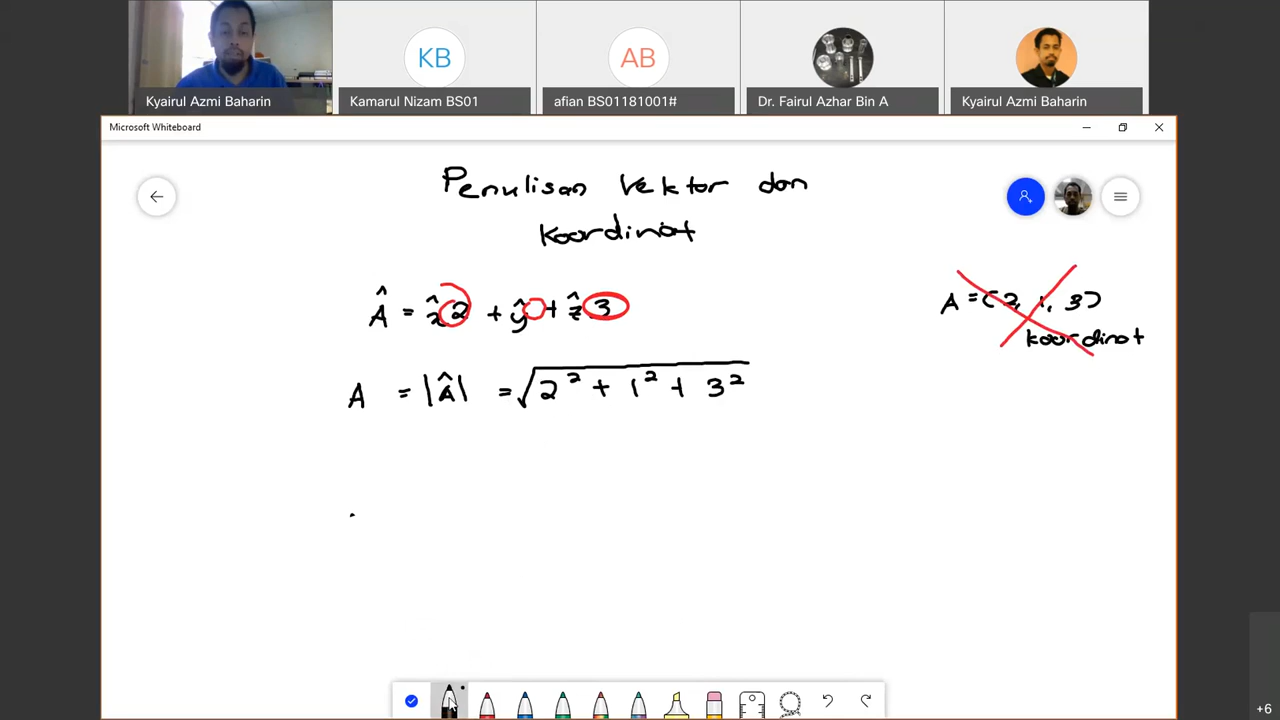 Kyairul Azmi Baharin
KB
Kamarul Nizam BS01
AB
afian BS01181001#
Dr. Fairul Azhar Bin A
Kyairul Azmi Baharin
Microsoft Whiteboard
Penulisan Vektor dan
koordinat
Â = x̂2 + ŷ + ẑ3
A = (2, 1, 3)
koordinat
A = |Â| = √2² + 1² + 3²
+6